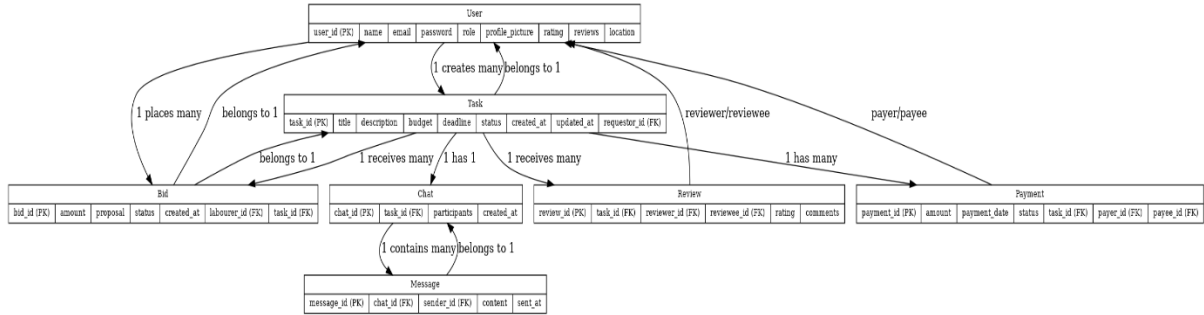 User
user_id (PK) name email password role profile_picture rating reviews location
1 creates many belongs to 1
1 places many belongs to 1 reviewer/reviewee payer/payee
Task
task_id (PK) title description budget deadline status created_at updated_at requestor_id (FK)
belongs to 1 1 receives many 1 has 1 1 receives many 1 has many
Bid
bid_id (PK) amount proposal status created_at labourer_id (FK) task_id (FK)
Chat
chat_id (PK) task_id (FK) participants created_at
Review
review_id (PK) task_id (FK) reviewer_id (FK) reviewee_id (FK) rating comments
Payment
payment_id (PK) amount payment_date status task_id (FK) payer_id (FK) payee_id (FK)
1 contains many belongs to 1
Message
message_id (PK) chat_id (FK) sender_id (FK) content sent_at